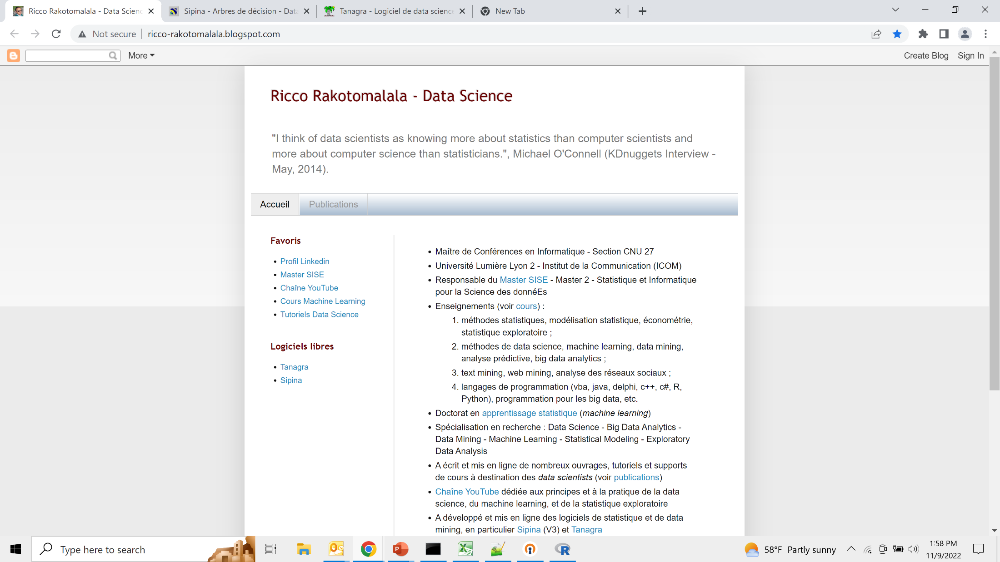 Ricco Rakotomalala - Data Scienc
Sipina - Arbres de décision - Data
Tanagra - Logiciel de data science
New Tab
Not secure
ricco-rakotomalala.blogspot.com
More
Create Blog
Sign In
Ricco Rakotomalala - Data Science
"I think of data scientists as knowing more about statistics than computer scientists and
more about computer science than statisticians.", Michael O'Connell (KDnuggets Interview -
May, 2014).
Accueil
Publications
Favoris
Profil Linkedin
Master SISE
Chaîne YouTube
Cours Machine Learning
Tutoriels Data Science
Logiciels libres
Tanagra
Sipina
Maître de Conférences en Informatique - Section CNU 27
Université Lumière Lyon 2 - Institut de la Communication (ICOM)
Responsable du Master SISE - Master 2 - Statistique et Informatique
pour la Science des donnéEs
Enseignements (voir cours) :
1. méthodes statistiques, modélisation statistique, économétrie,
statistique exploratoire ;
2. méthodes de data science, machine learning, data mining,
analyse prédictive, big data analytics ;
3. text mining, web mining, analyse des réseaux sociaux ;
4. langages de programmation (vba, java, delphi, c++, c#, R,
Python), programmation pour les big data, etc.
Doctorat en apprentissage statistique (machine learning)
Spécialisation en recherche : Data Science - Big Data Analytics -
Data Mining - Machine Learning - Statistical Modeling - Exploratory
Data Analysis
A écrit et mis en ligne de nombreux ouvrages, tutoriels et supports
de cours à destination des data scientists (voir publications)
Chaîne YouTube dédiée aux principes et à la pratique de la data
science, du machine learning, et de la statistique exploratoire
A développé et mis en ligne des logiciels de statistique et de data
mining, en particulier Sipina (V3) et Tanagra
Type here to search
58°F Partly sunny
1:58 PM
11/9/2022